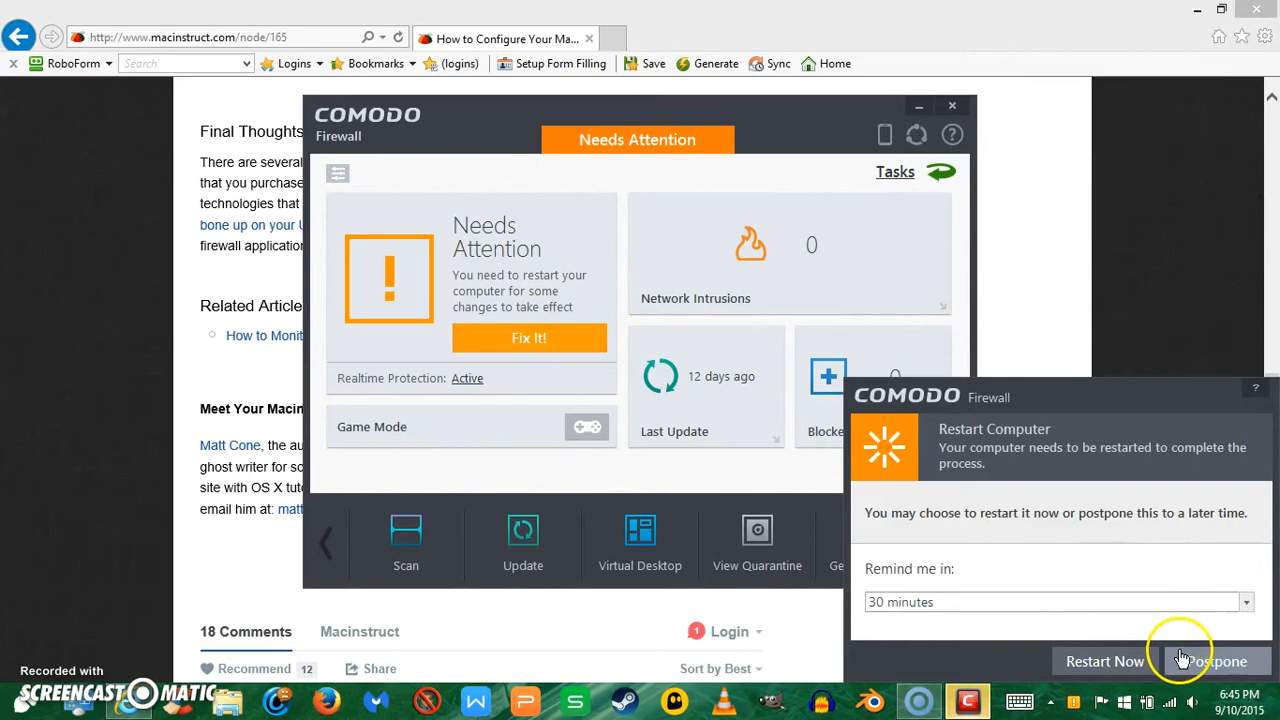 http://www.macinstruct.com/node/165
How to Configure Your Ma...
RoboForm
Search
Logins
Bookmarks
(logins)
Setup Form Filling
Save
Generate
Sync
Home
Final Thoughts
There are several
that you purchase
technologies that
bone up on your U
firewall application
Related Article
How to Monit
Meet Your Macin
Matt Cone, the au
ghost writer for sc
site with OS X tuto
email him at: matt
COMODO
Firewall
Needs Attention
Tasks
Needs
Attention
You need to restart your
computer for some
changes to take effect
Fix It!
Realtime Protection: Active
Game Mode
0
Network Intrusions
12 days ago
Last Update
Blocke
Scan
Update
Virtual Desktop
View Quarantine
Ge
COMODO Firewall
Restart Computer
Your computer needs to be restarted to complete the
process.
You may choose to restart it now or postpone this to a later time.
Remind me in:
30 minutes
Restart Now
Postpone
18 Comments
Macinstruct
1
Login
Recommend 12
Share
Sort by Best
Recorded with
SCREENCAST MATIC
6:45 PM
9/10/2015